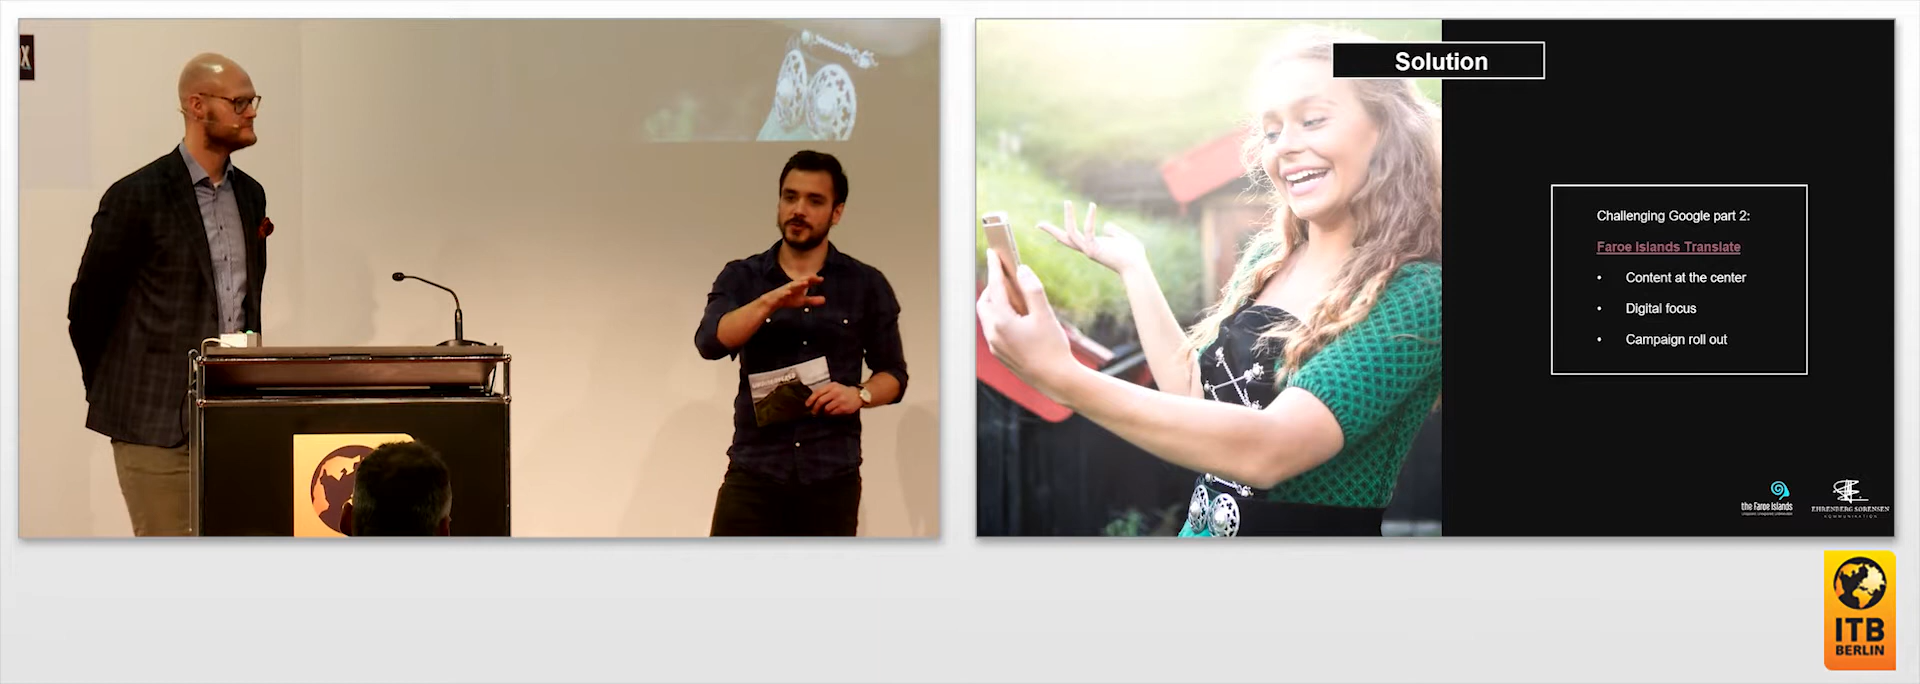 X
Solution
Challenging Google part 2:
Faroe Islands Translate
• Content at the center
• Digital focus
• Campaign roll out
the Faroe Islands
EHRENBERG SØRENSEN
KOMMUNIKATION
ITB
BERLIN